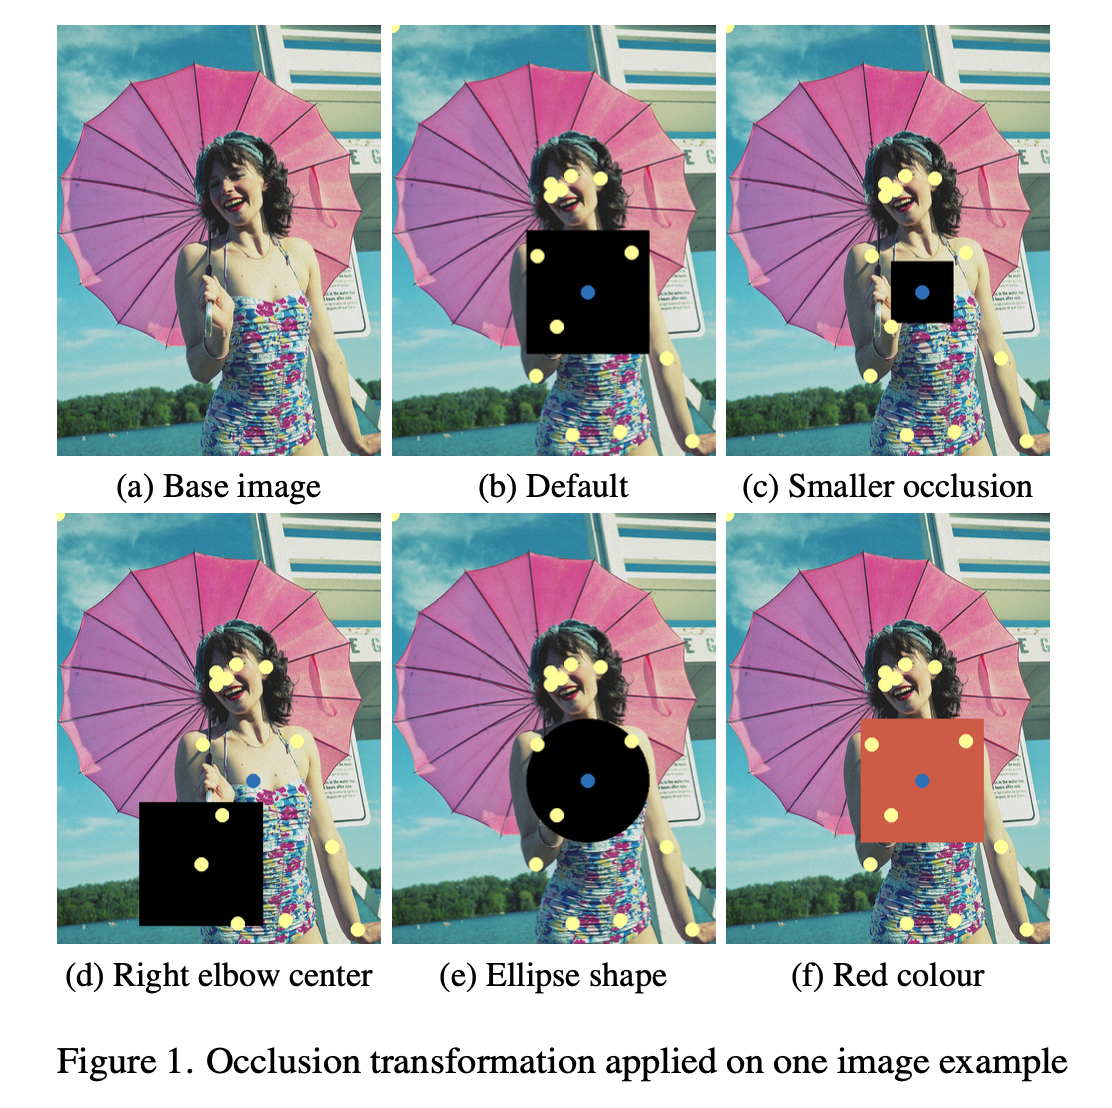 (a) Base image
(b) Default
(c) Smaller occlusion
(d) Right elbow center
(e) Ellipse shape
(f) Red colour
Figure 1. Occlusion transformation applied on one image example